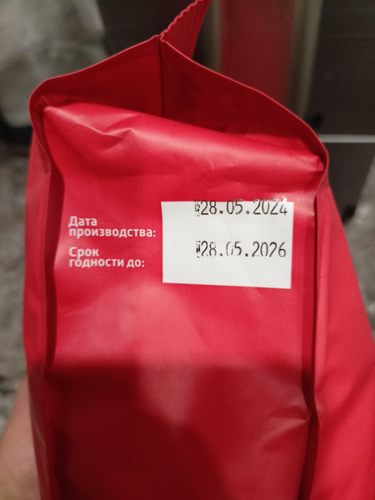 Дата
производства:
28.05.2024
Срок
годности до:
28.05.2026